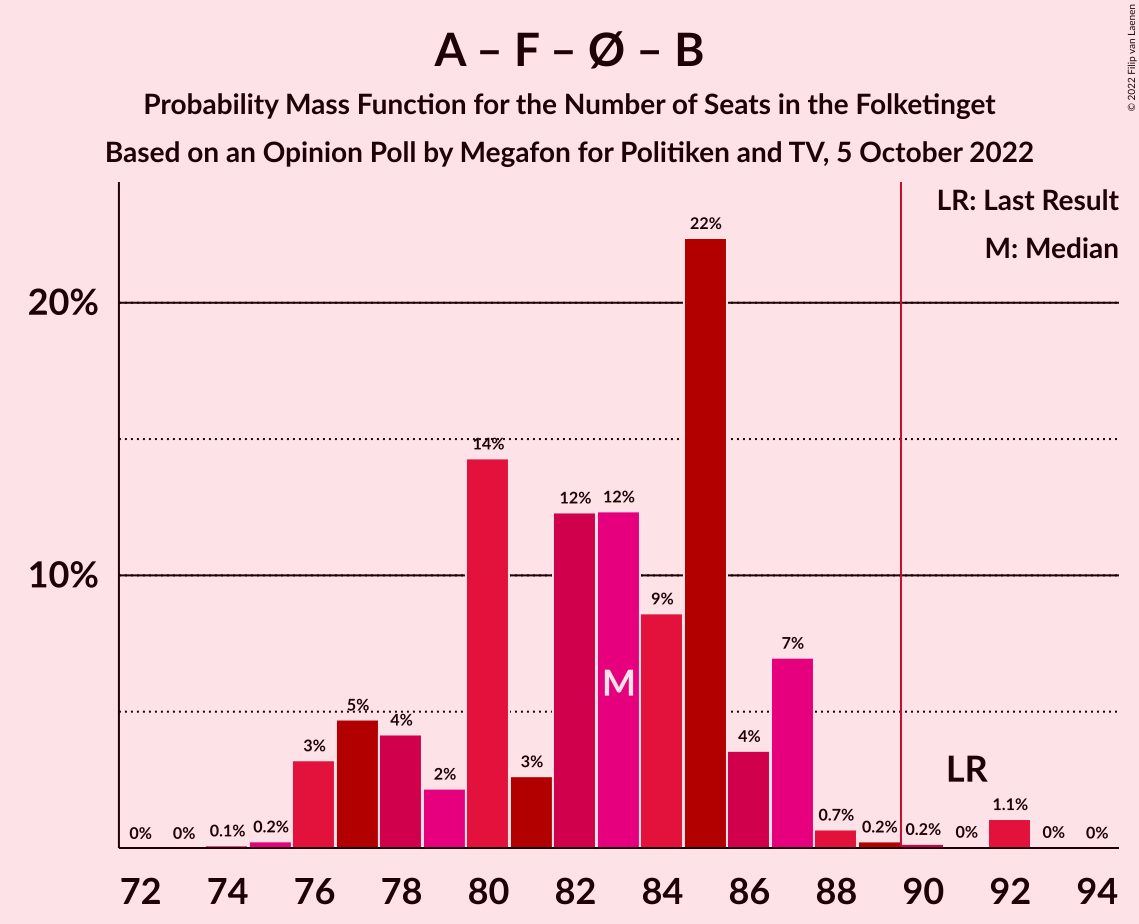 A – F – Ø – B
Probability Mass Function for the Number of Seats in the Folketinget
Based on an Opinion Poll by Megafon for Politiken and TV, 5 October 2022
© 2022 Filip van Laenen
LR: Last Result
M: Median
20%
10%
0%
0%
0.1%
0.2%
3%
5%
4%
2%
14%
3%
12%
12%
9%
22%
4%
7%
0.7%
0.2%
0.2%
0%
1.1%
0%
0%
M
LR
72 74 76 78 80 82 84 86 88 90 92 94